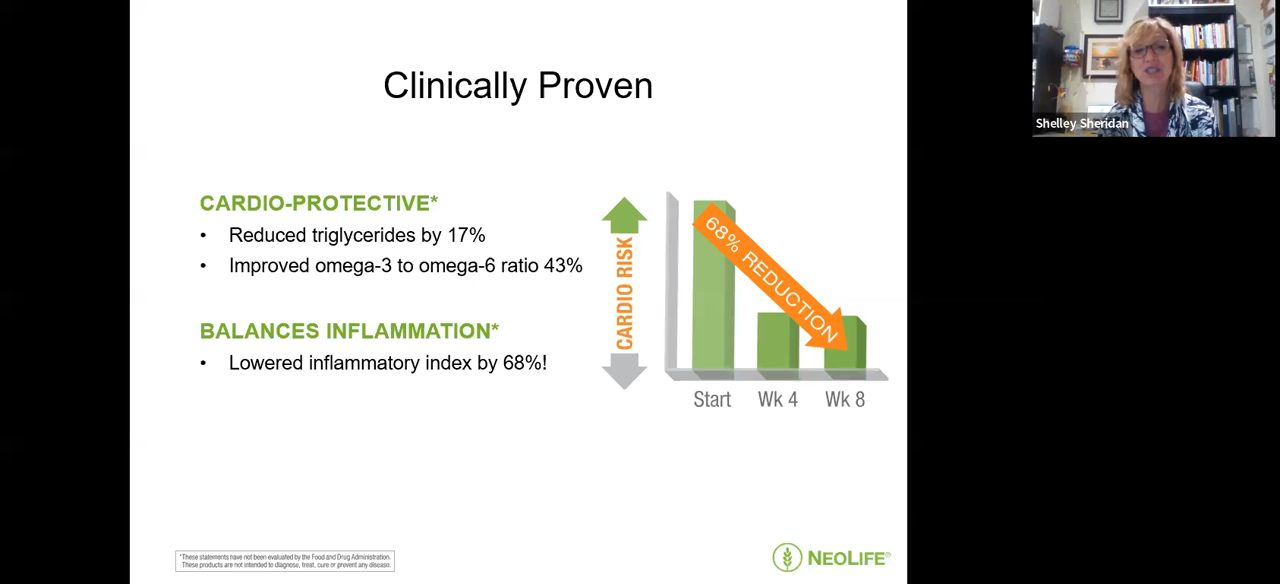 Clinically Proven
Shelley Sheridan
CARDIO-PROTECTIVE*
• Reduced triglycerides by 17%
• Improved omega-3 to omega-6 ratio 43%
BALANCES INFLAMMATION*
• Lowered inflammatory index by 68%!
CARDIO RISK
68% REDUCTION
Start Wk 4 Wk 8
*These statements have not been evaluated by the Food and Drug Administration.
These products are not intended to diagnose, treat, cure or prevent any disease.
NEOLIFE®